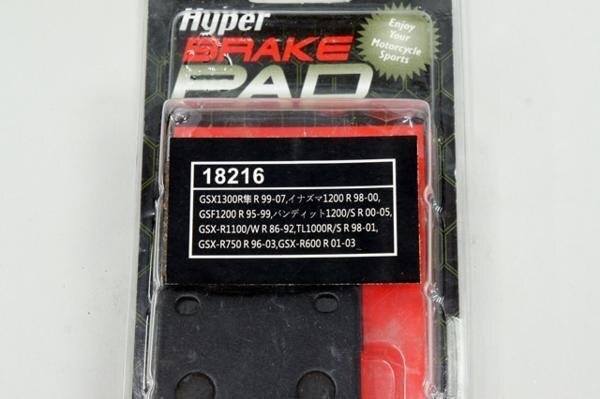 Hyper
BRAKE
PAD
Enjoy
Your
Motorcycle
Sports
18216
GSX1300R隼 R 99-07,イナズマ1200 R 98-00,
GSF1200 R 95-99,バンディット1200/S R 00-05,
GSX-R1100/W R 86-92,TL1000R/S R 98-01,
GSX-R750 R 96-03,GSX-R600 R 01-03